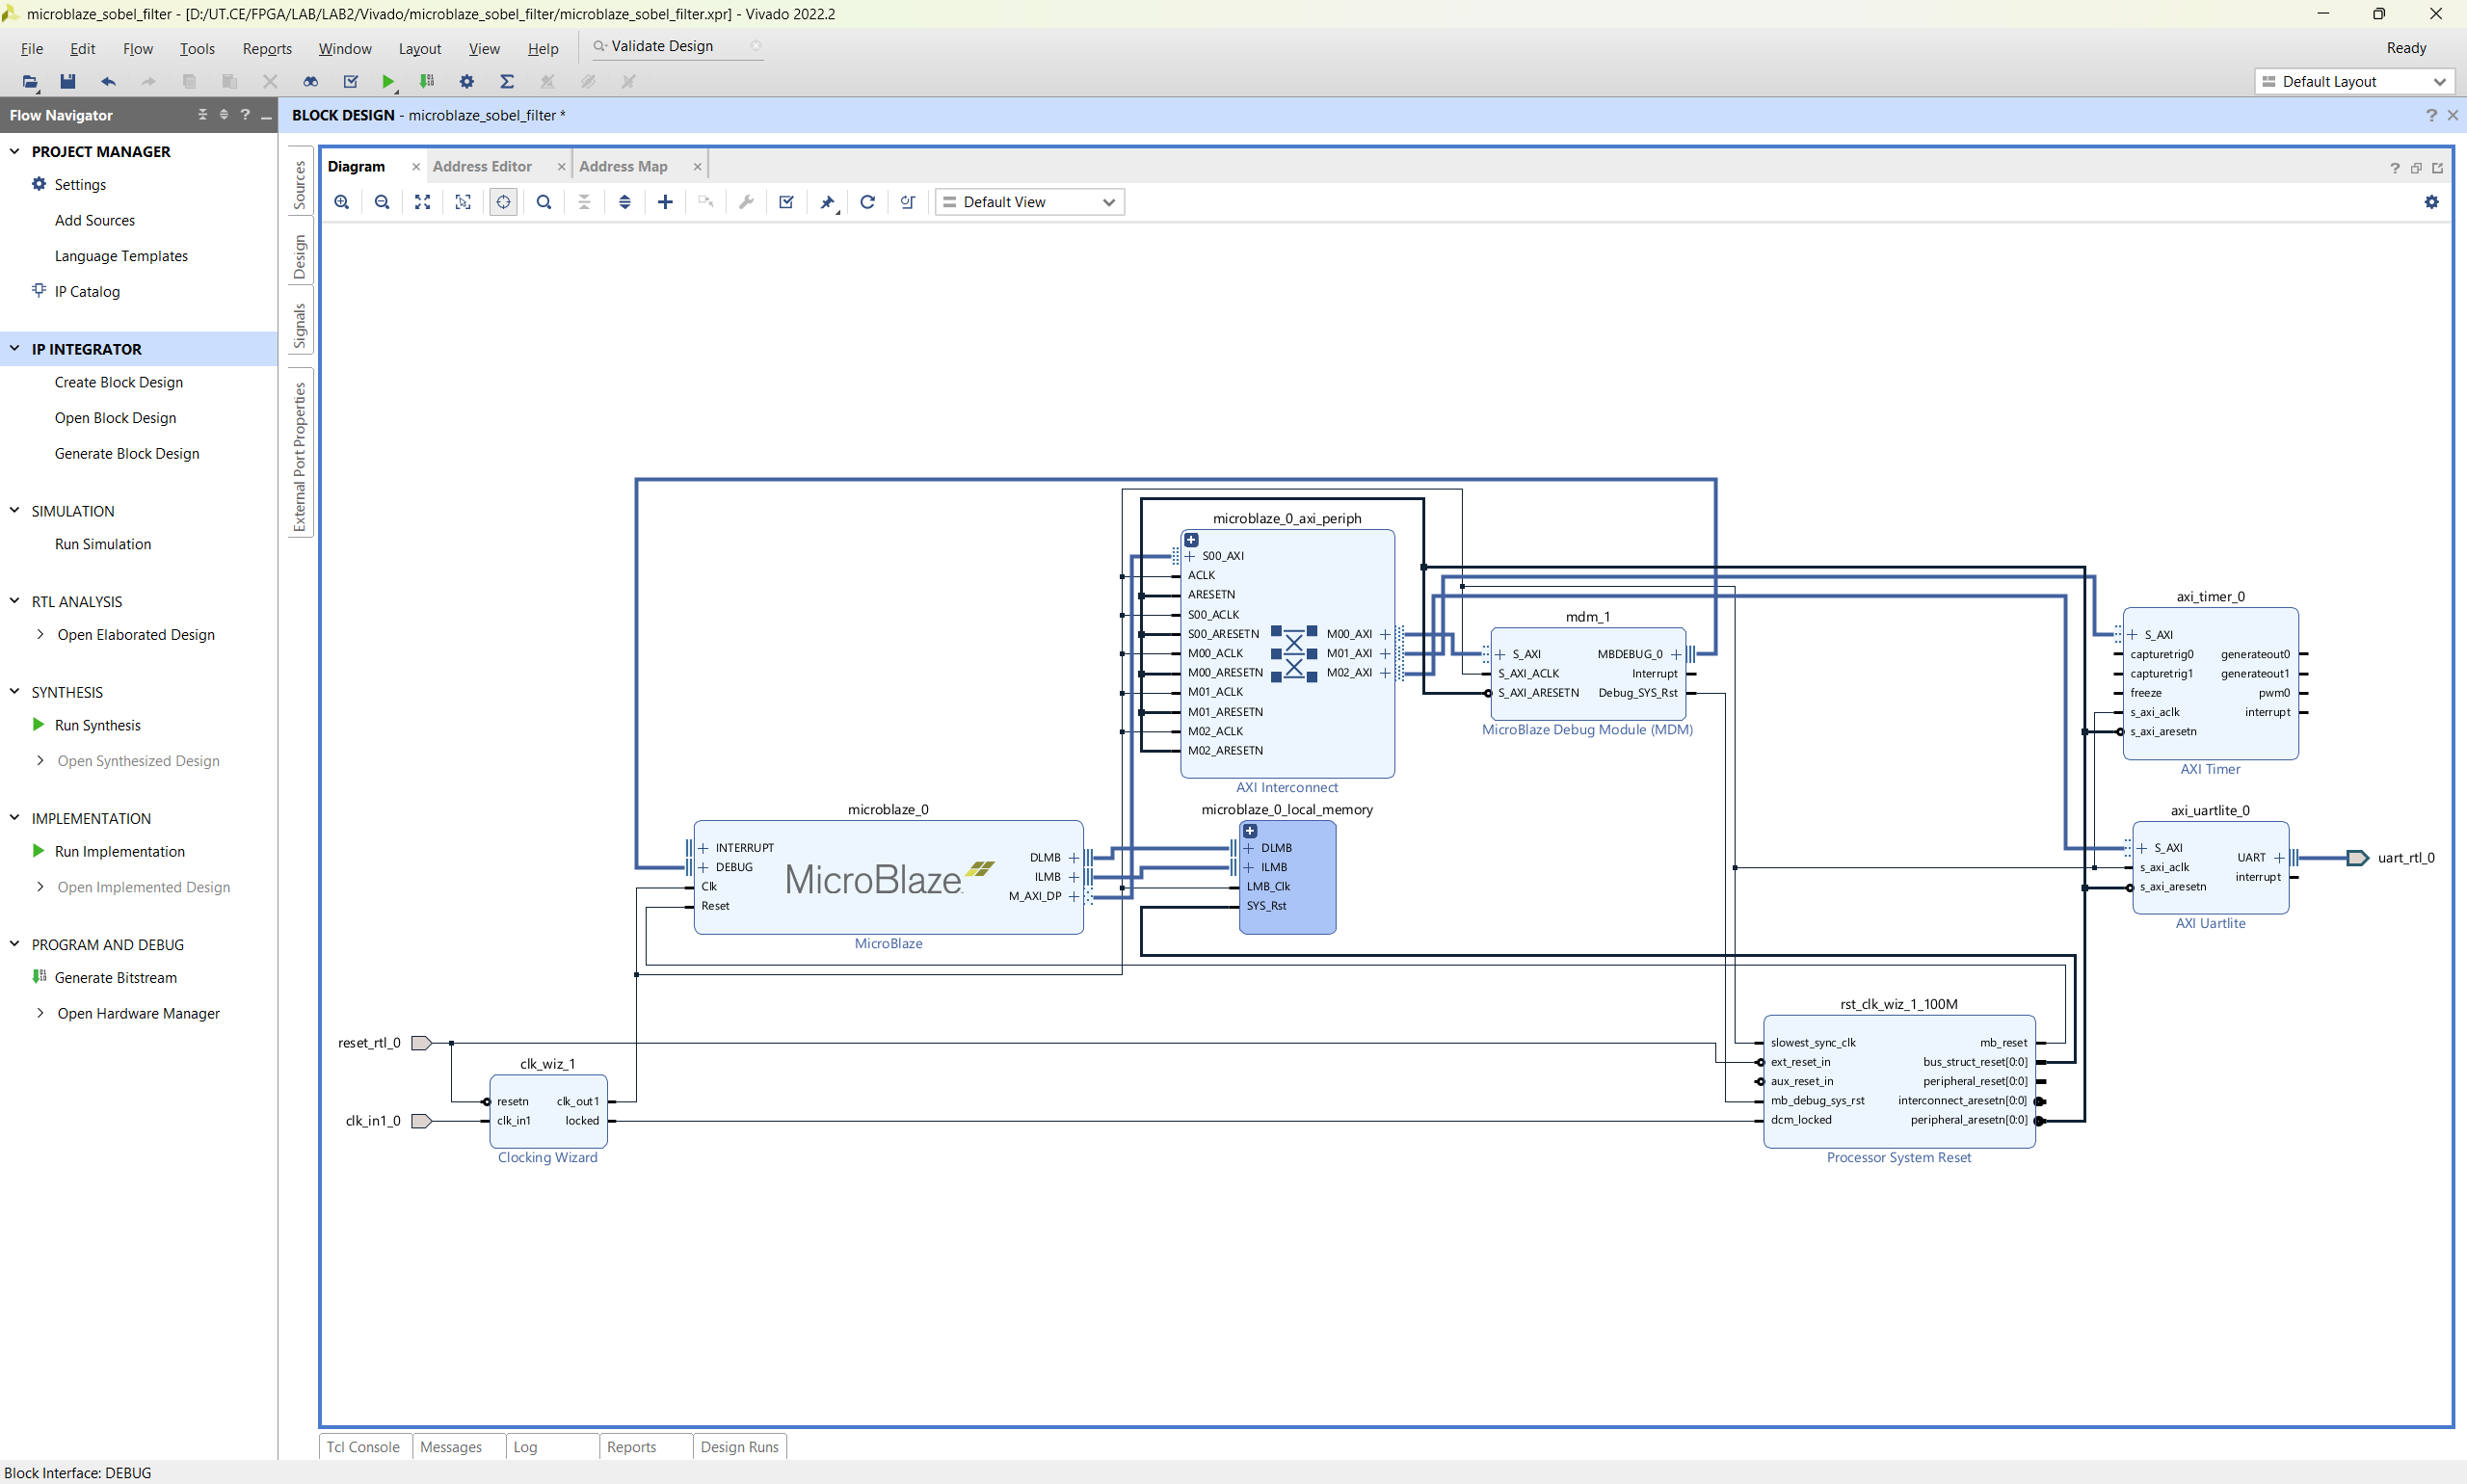 microblaze_sobel_filter - [D:/UT.CE/FPGA/LAB/LAB2/Vivado/microblaze_sobel_filter/microblaze_sobel_filter.xpr] - Vivado 2022.2
File Edit Flow Tools Reports Window Layout View Help Validate Design Ready
Default Layout
Flow Navigator
BLOCK DESIGN - microblaze_sobel_filter *
PROJECT MANAGER
Settings
Add Sources
Language Templates
IP Catalog
IP INTEGRATOR
Create Block Design
Open Block Design
Generate Block Design
SIMULATION
Run Simulation
RTL ANALYSIS
Open Elaborated Design
SYNTHESIS
Run Synthesis
Open Synthesized Design
IMPLEMENTATION
Run Implementation
Open Implemented Design
PROGRAM AND DEBUG
Generate Bitstream
Open Hardware Manager
Sources
Design
Signals
External Port Properties
Diagram Address Editor Address Map
Default View
microblaze_0_axi_periph
S00_AXI
ACLK
ARESETN
S00_ACLK
S00_ARESETN
M00_ACLK
M00_ARESETN
M01_ACLK
M01_ARESETN
M02_ACLK
M02_ARESETN
M00_AXI
M01_AXI
M02_AXI
AXI Interconnect
mdm_1
S_AXI
S_AXI_ACLK
S_AXI_ARESETN
MBDEBUG_0
Interrupt
Debug_SYS_Rst
MicroBlaze Debug Module (MDM)
axi_timer_0
S_AXI
capturetrig0
capturetrig1
freeze
s_axi_aclk
s_axi_aresetn
generateout0
generateout1
pwm0
interrupt
AXI Timer
microblaze_0
INTERRUPT
DEBUG
Clk
Reset
MicroBlaze
DLMB
ILMB
M_AXI_DP
MicroBlaze
microblaze_0_local_memory
DLMB
ILMB
LMB_Clk
SYS_Rst
axi_uartlite_0
S_AXI
s_axi_aclk
s_axi_aresetn
UART
interrupt
AXI Uartlite
uart_rtl_0
reset_rtl_0
clk_in1_0
clk_wiz_1
resetn
clk_in1
clk_out1
locked
Clocking Wizard
rst_clk_wiz_1_100M
slowest_sync_clk
ext_reset_in
aux_reset_in
mb_debug_sys_rst
dcm_locked
mb_reset
bus_struct_reset[0:0]
peripheral_reset[0:0]
interconnect_aresetn[0:0]
peripheral_aresetn[0:0]
Processor System Reset
Tcl Console Messages Log Reports Design Runs
Block Interface: DEBUG